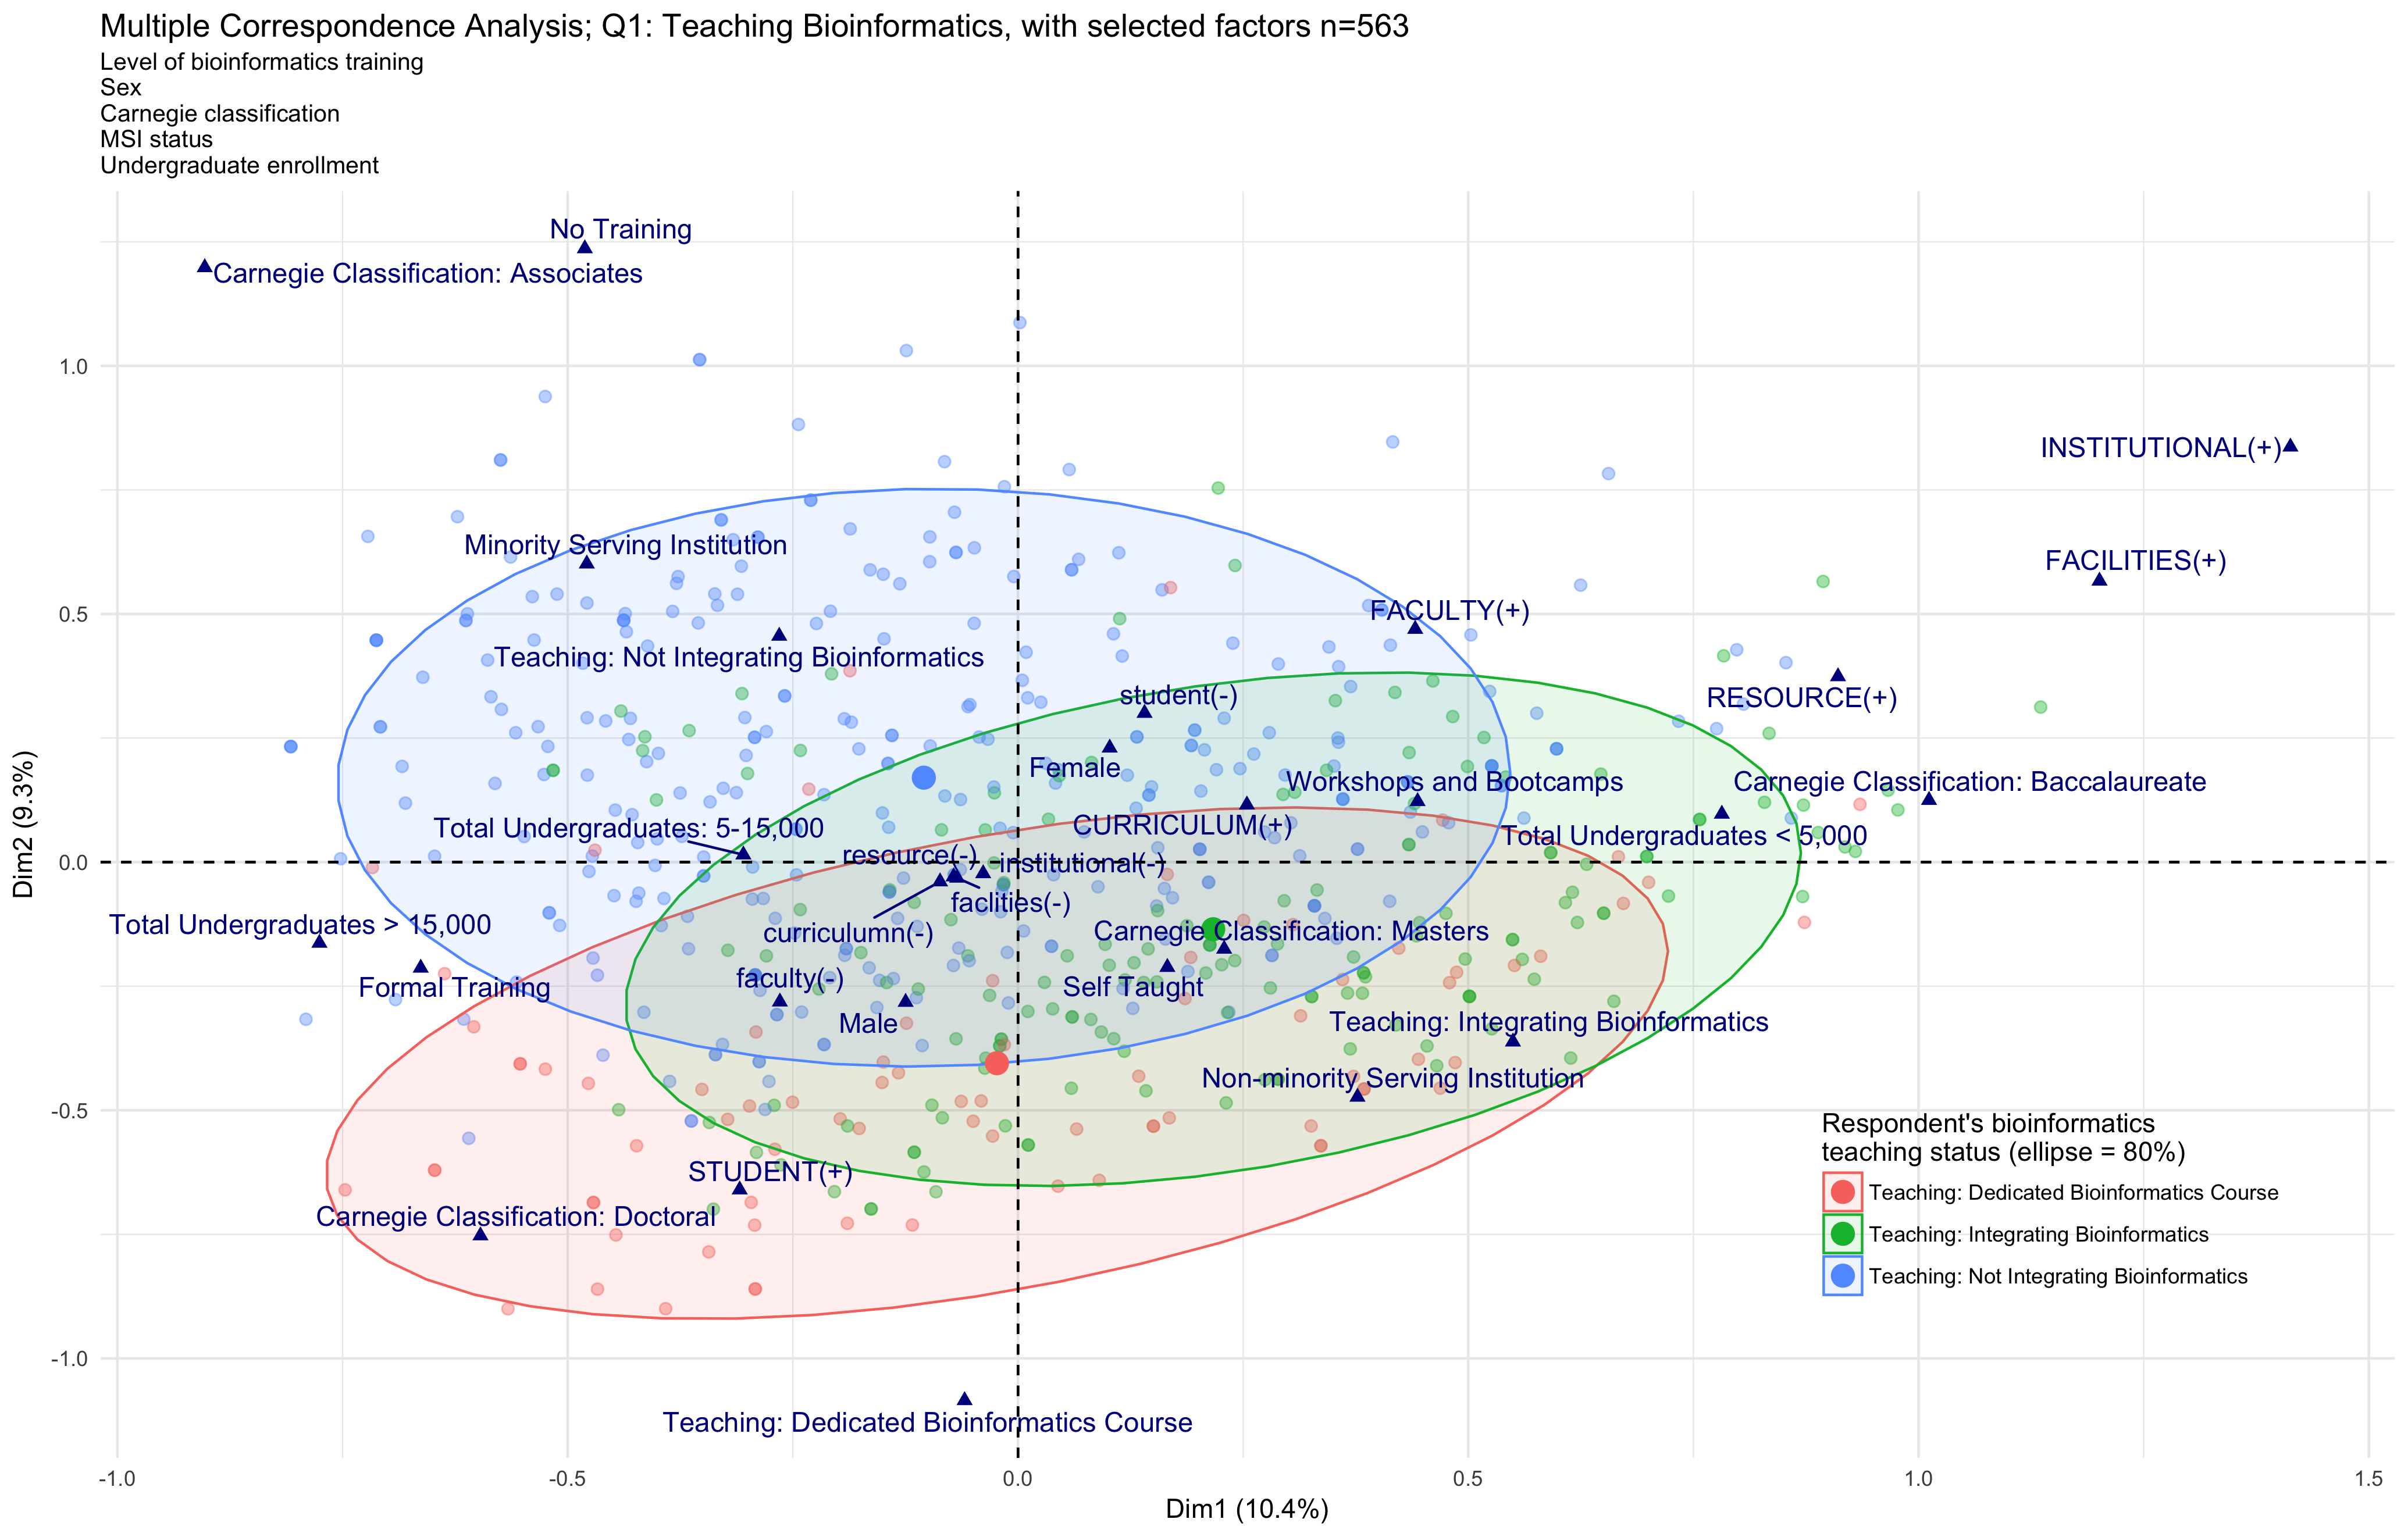 Multiple Correspondence Analysis; Q1: Teaching Bioinformatics, with selected factors n=563
Level of bioinformatics training
Sex
Carnegie classification
MSI status
Undergraduate enrollment
No Training
Carnegie Classification: Associates
1.0
INSTITUTIONAL(+)
Minority Serving Institution
FACILITIES(+)
0.5
FACULTY(+)
Teaching: Not Integrating Bioinformatics
student(-)
RESOURCE(+)
Female
Workshops and Bootcamps
Carnegie Classification: Baccalaureate
Total Undergraduates: 5-15,000
CURRICULUM(+)
Total Undergraduates < 5,000
resource(-)
institutional(-)
0.0
faclities(-)
Total Undergraduates > 15,000
curriculumn(-)
Carnegie Classification: Masters
Formal Training
faculty(-)
Self Taught
Male
Teaching: Integrating Bioinformatics
Non-minority Serving Institution
-0.5
STUDENT(+)
Carnegie Classification: Doctoral
-1.0
Teaching: Dedicated Bioinformatics Course
Respondent's bioinformatics
teaching status (ellipse = 80%)
Teaching: Dedicated Bioinformatics Course
Teaching: Integrating Bioinformatics
Teaching: Not Integrating Bioinformatics
-1.0 -0.5 0.0 0.5 1.0 1.5
Dim1 (10.4%)
Dim2 (9.3%)